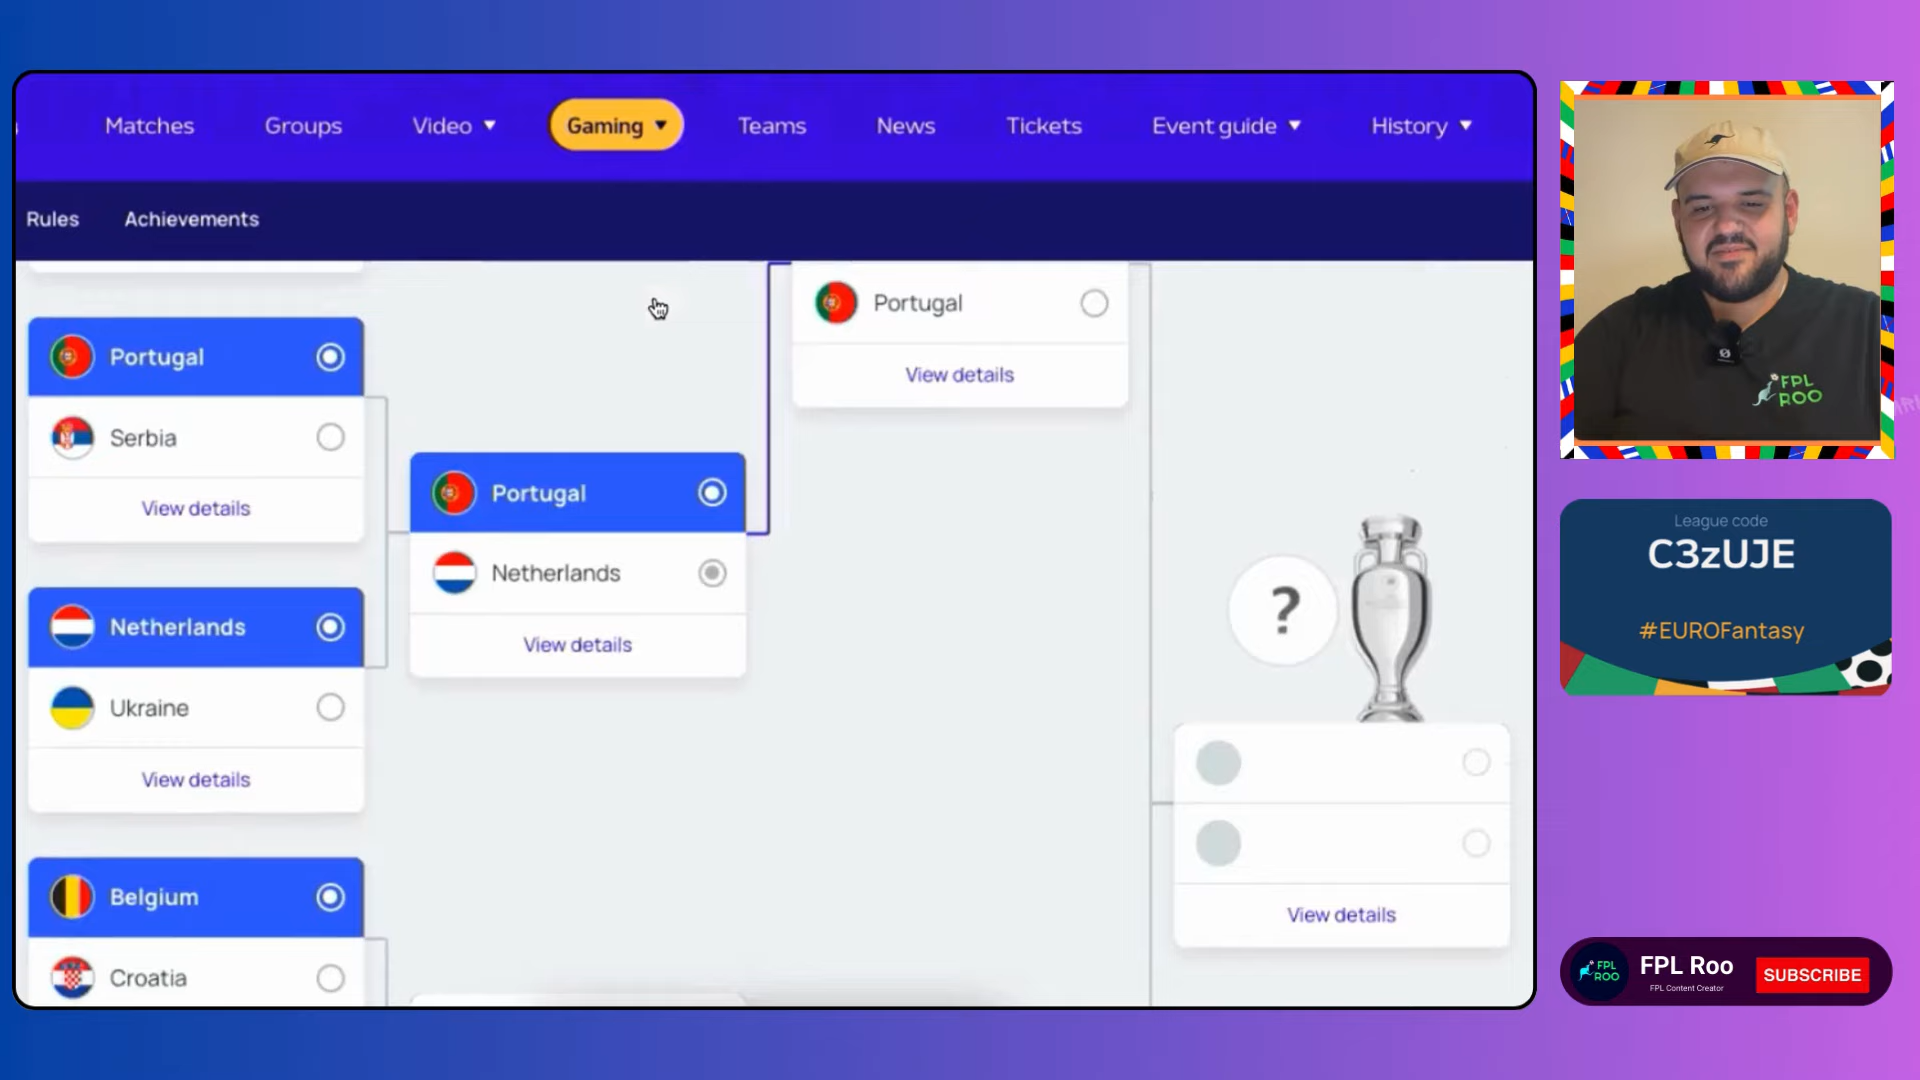 Matches
Groups
Video
Gaming
Teams
News
Tickets
Event guide
History
Rules
Achievements
Portugal
Serbia
View details
Netherlands
Ukraine
View details
Belgium
Croatia
Portugal
Netherlands
View details
Portugal
View details
?
View details
FPL
ROO
League code
C3zUJE
#EUROFantasy
FPL
ROO
FPL Roo
FPL Content Creator
SUBSCRIBE